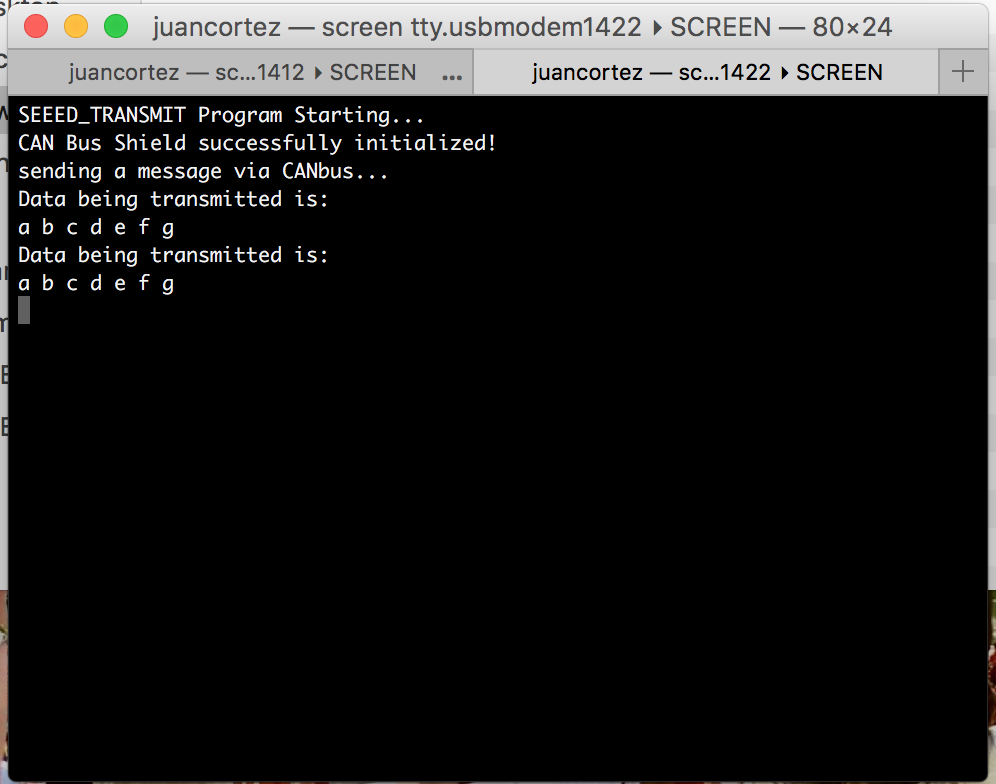 juancortez — screen tty.usbmodem1422 ▸ SCREEN — 80×24
juancortez — sc...1412 ▸ SCREEN ...
juancortez — sc...1422 ▸ SCREEN
SEEED_TRANSMIT Program Starting...
CAN Bus Shield successfully initialized!
sending a message via CANbus...
Data being transmitted is:
a b c d e f g
Data being transmitted is:
a b c d e f g